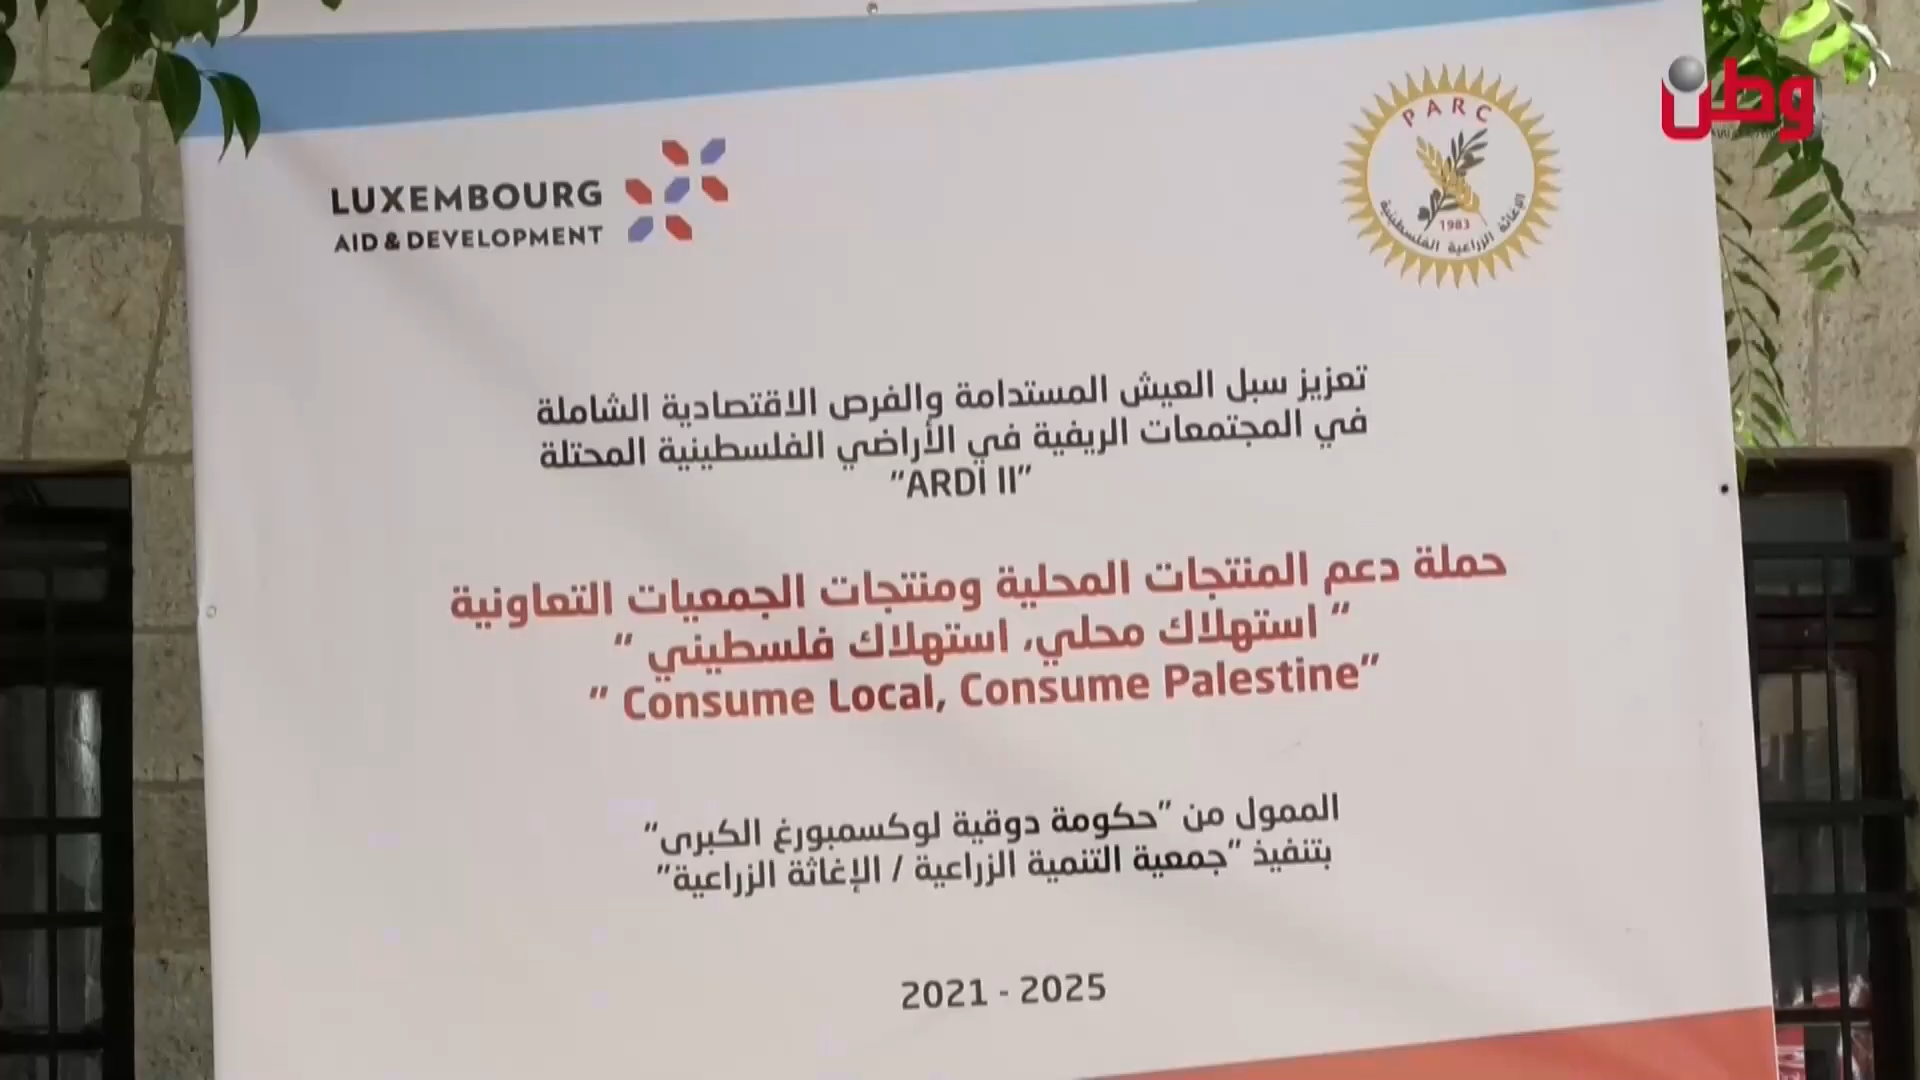 LUXEMBOURG
AID & DEVELOPMENT
PARC
1983
الإغاثة الزراعية الفلسطينية
وطن
تعزيز سبل العيش المستدامة والفرص الاقتصادية الشاملة
في المجتمعات الريفية في الأراضي الفلسطينية المحتلة
"ARDI II"
حملة دعم المنتجات المحلية ومنتجات الجمعيات التعاونية
" استهلاك محلي، استهلاك فلسطيني "
" Consume Local, Consume Palestine"
الممول من "حكومة دوقية لوكسمبورغ الكبرى"
بتنفيذ "جمعية التنمية الزراعية / الإغاثة الزراعية"
2021 - 2025